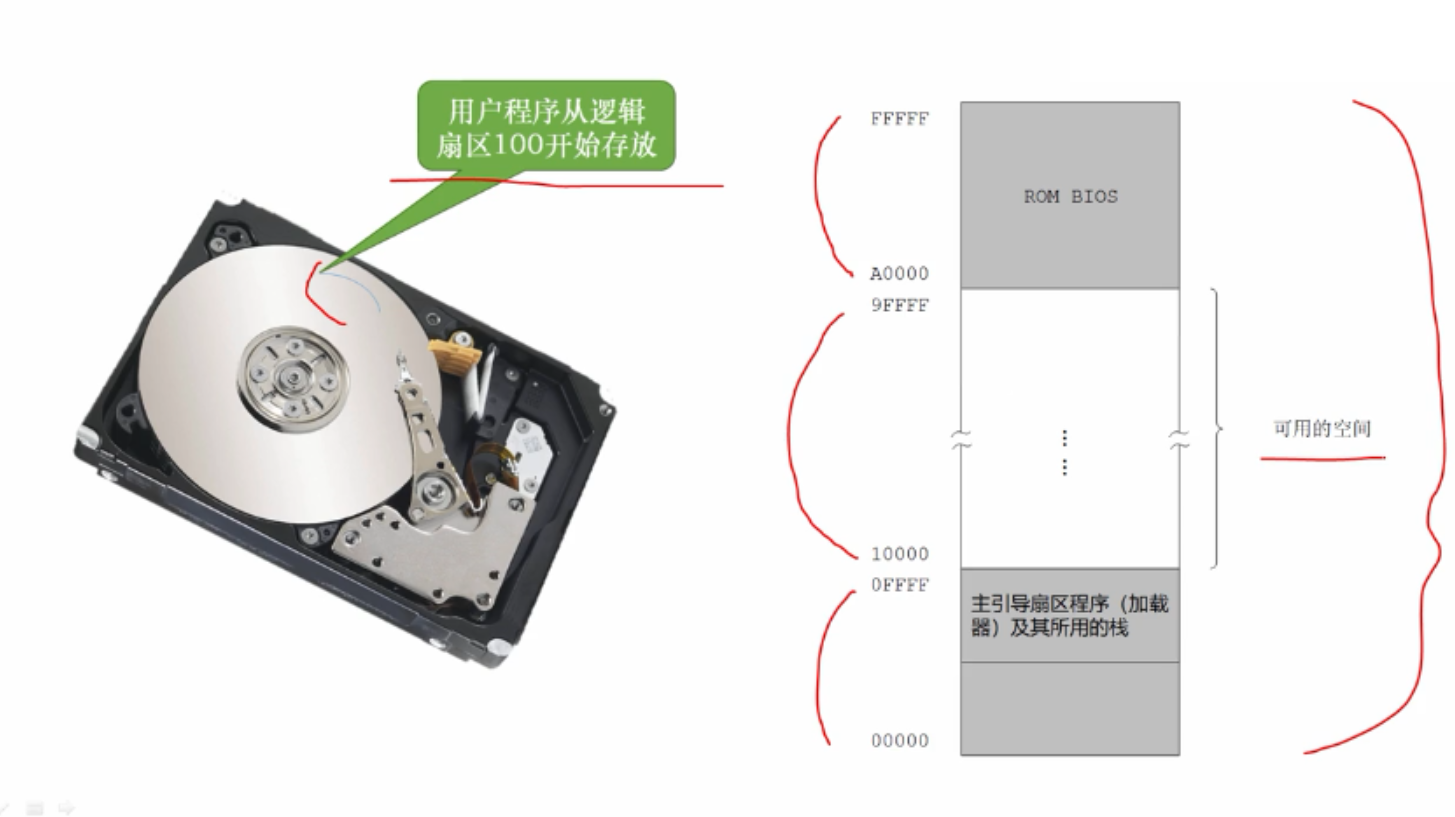 用户程序从逻辑
扇区100开始存放
FFFFF
ROM BIOS
A0000
9FFFF
可用的空间
10000
0FFFF
主引导扇区程序（加载
器）及其所用的栈
00000